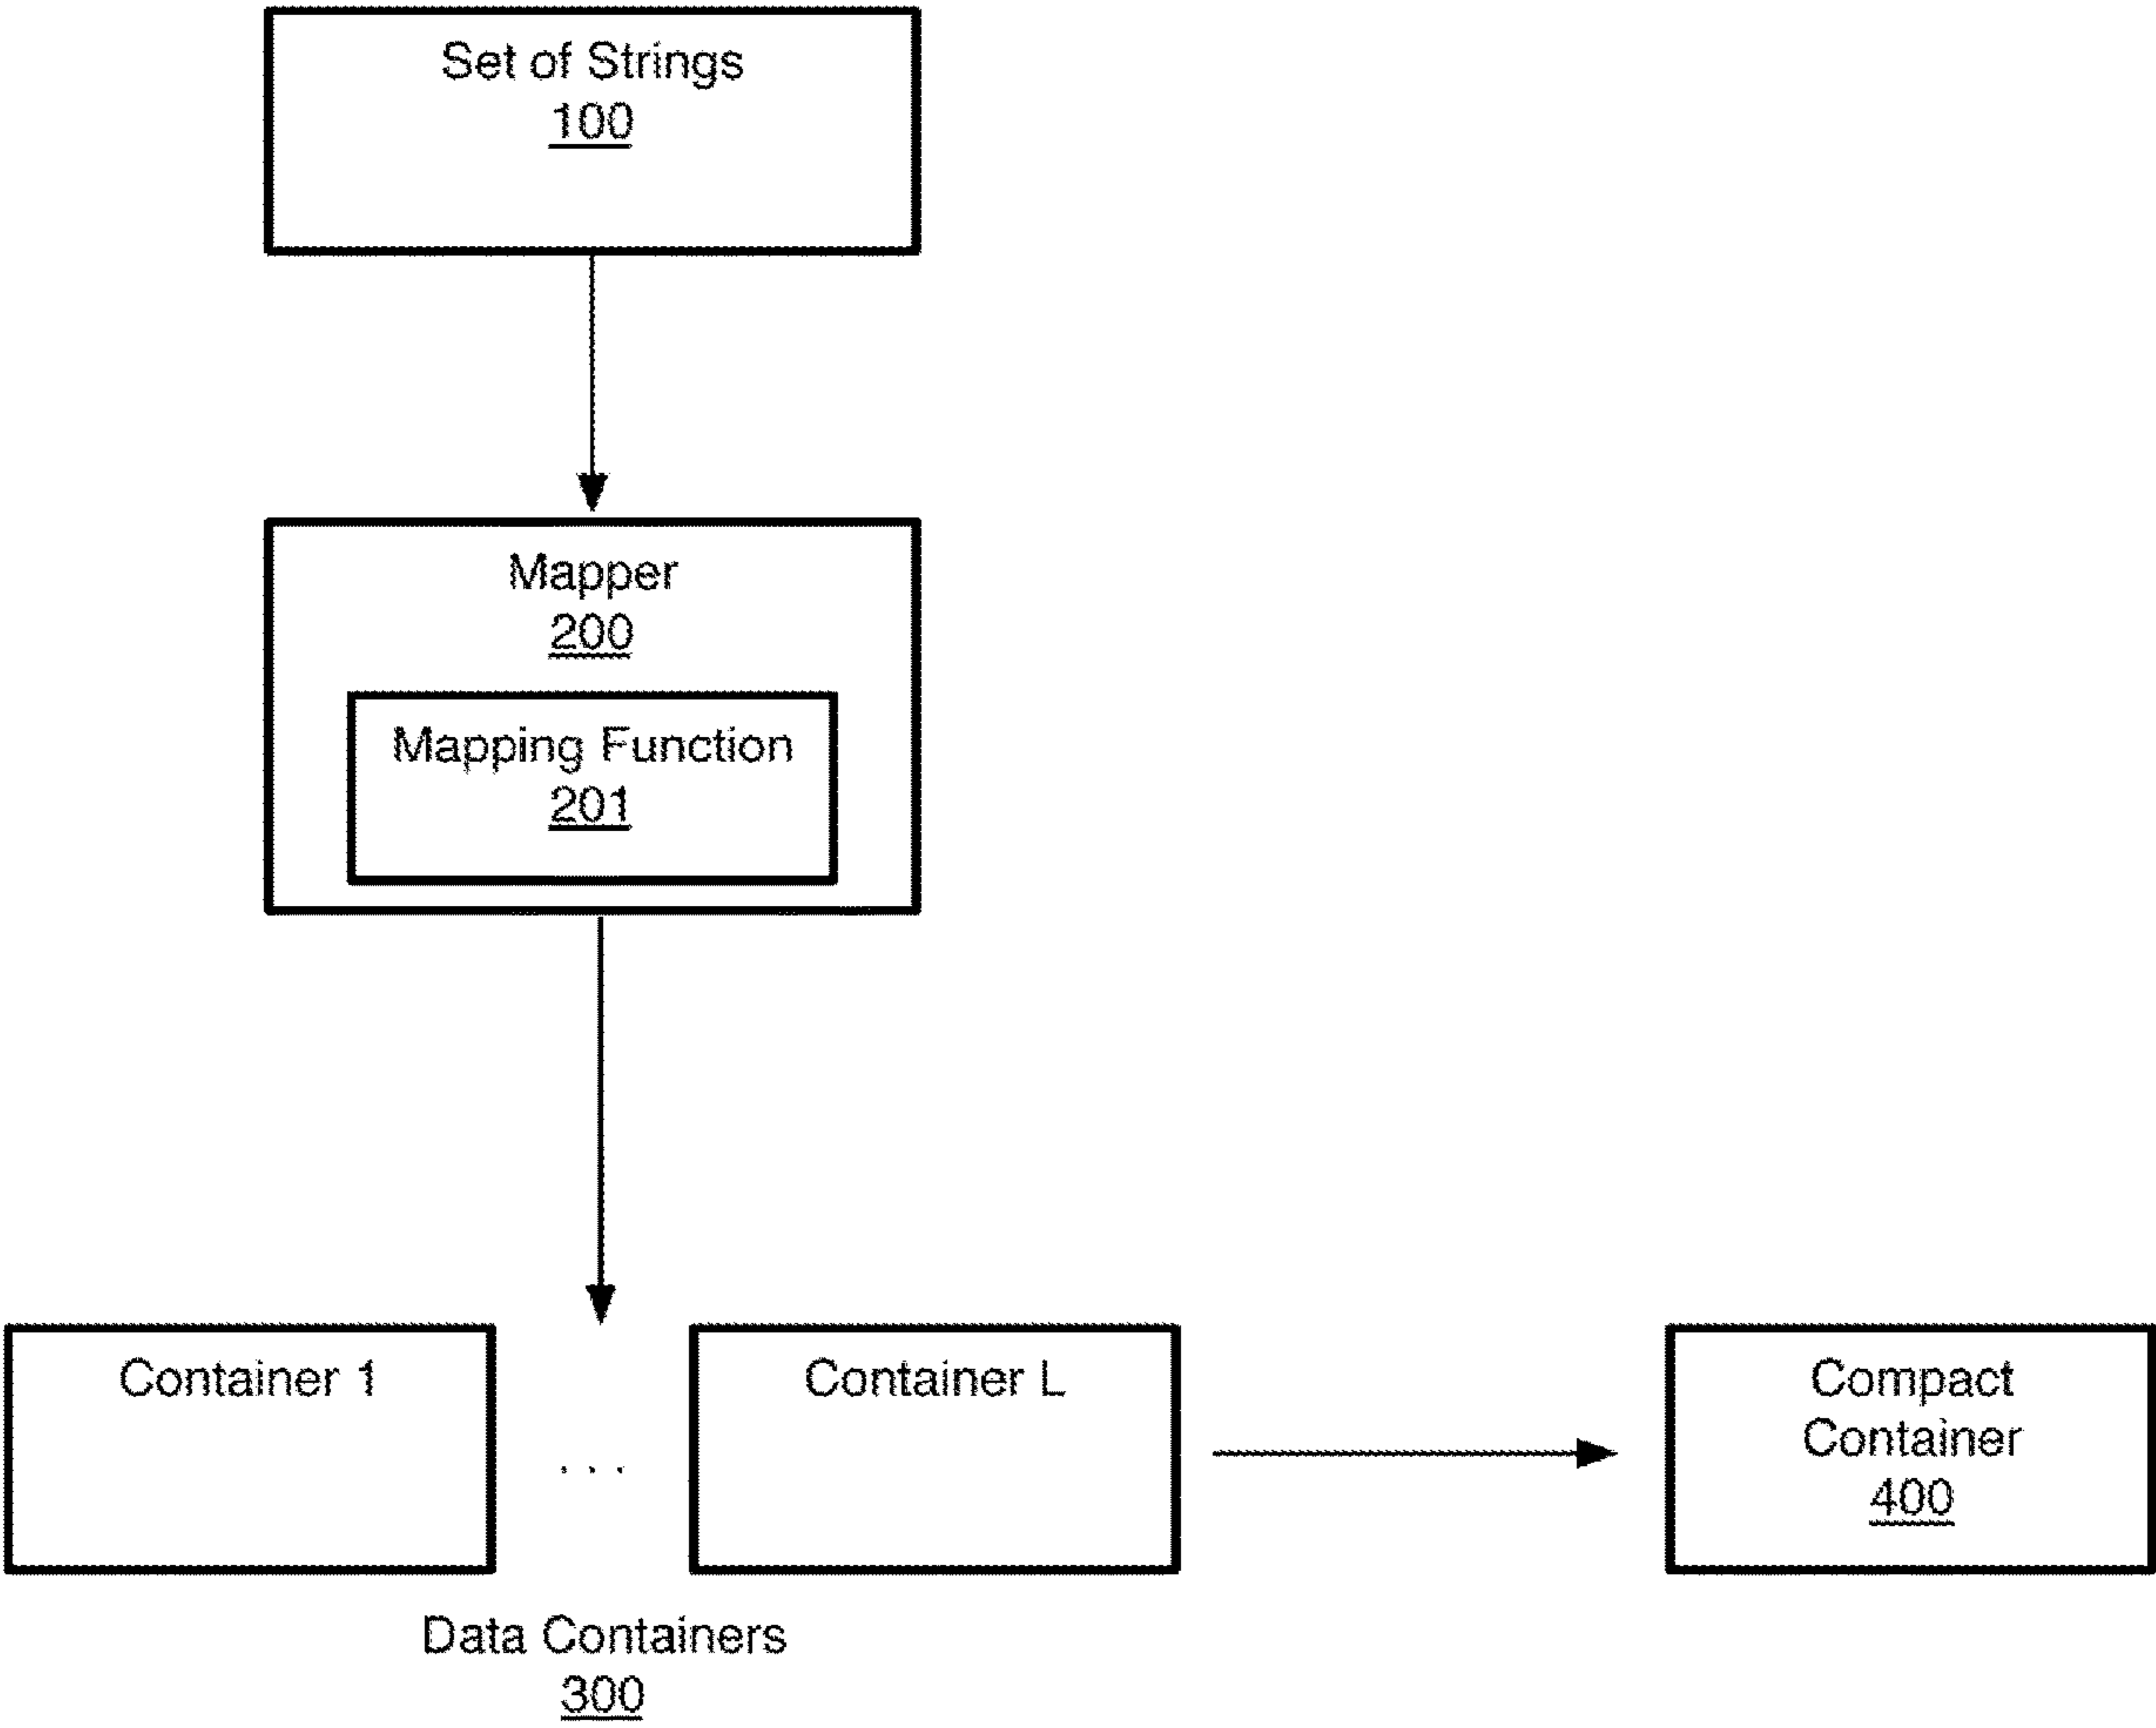 Set of Strings
100
Mapper
200
Mapping Function
201
Container 1
. . .
Container L
Compact
Container
400
Data Containers
300